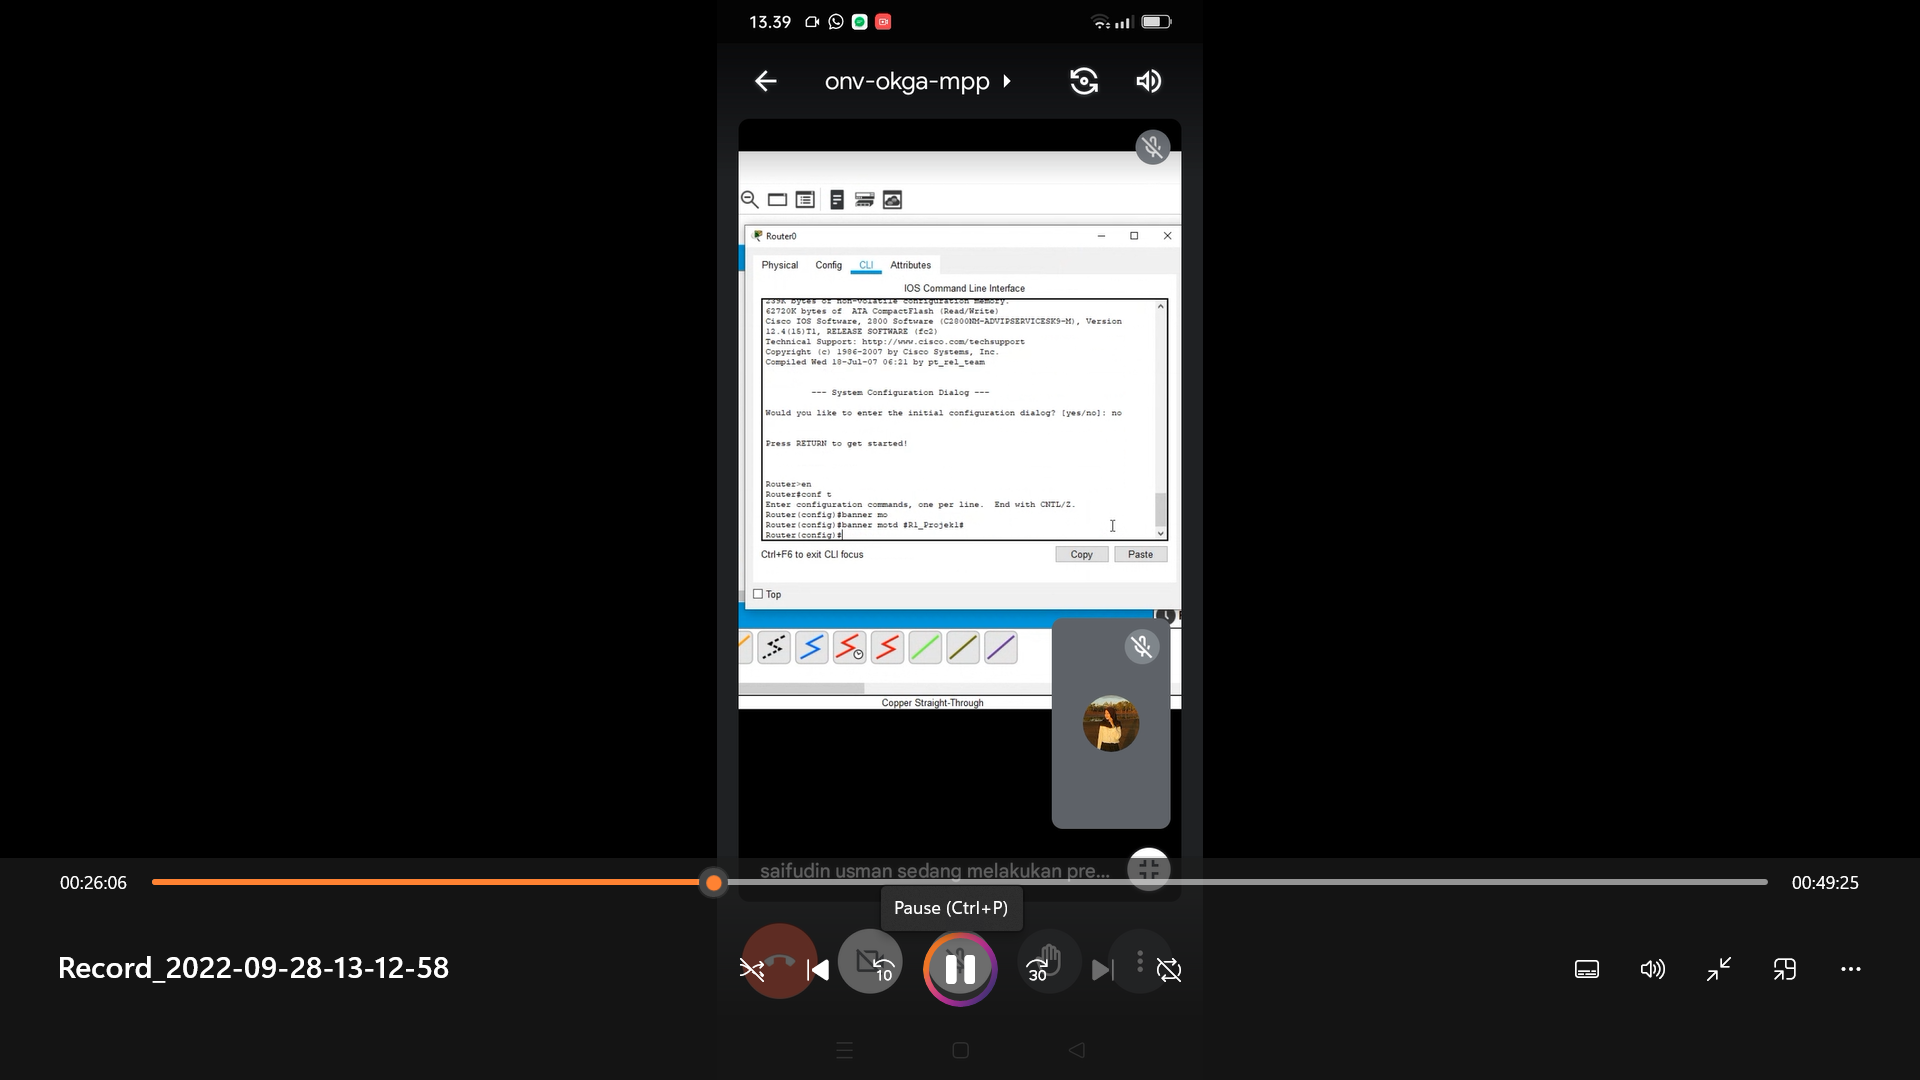 13.39
onv-okga-mpp
Router0
Physical Config CLI Attributes
IOS Command Line Interface
239K bytes of non-volatile configuration memory.
62720K bytes of ATA CompactFlash (Read/Write)
Cisco IOS Software, 2800 Software (C2800NM-ADVIPSERVICESK9-M), Version
12.4(15)T1, RELEASE SOFTWARE (fc2)
Technical Support: http://www.cisco.com/techsupport
Copyright (c) 1986-2007 by Cisco Systems, Inc.
Compiled Wed 18-Jul-07 06:21 by pt_rel_team
--- System Configuration Dialog ---
Would you like to enter the initial configuration dialog? [yes/no]: no
Press RETURN to get started!
Router>en
Router#conf t
Enter configuration commands, one per line. End with CNTL/Z.
Router(config)#banner mo
Router(config)#banner motd #R1_Projek1#
Router(config)#
Ctrl+F6 to exit CLI focus
Copy
Paste
Top
Copper Straight-Through
saifudin usman sedang melakukan pre...
00:26:06
00:49:25
Pause (Ctrl+P)
Record_2022-09-28-13-12-58
10
30